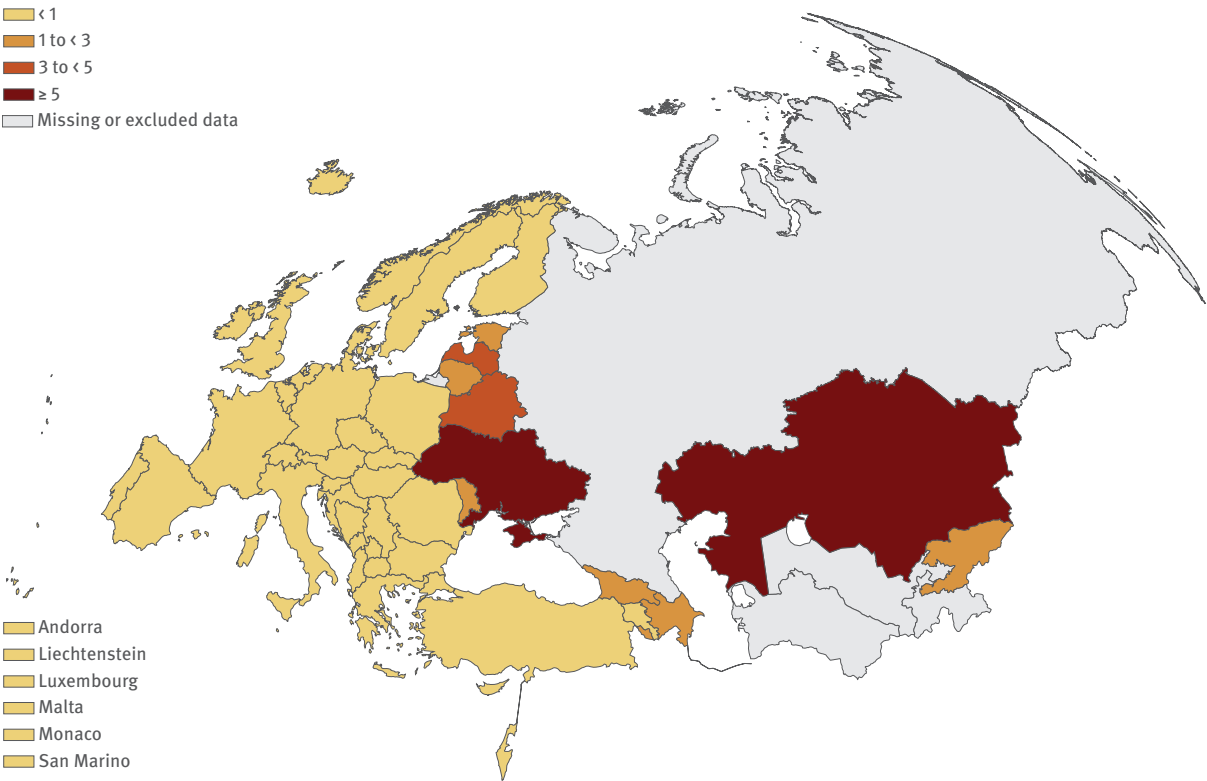 < 1
1 to < 3
3 to < 5
≥ 5
Missing or excluded data
Andorra
Liechtenstein
Luxembourg
Malta
Monaco
San Marino